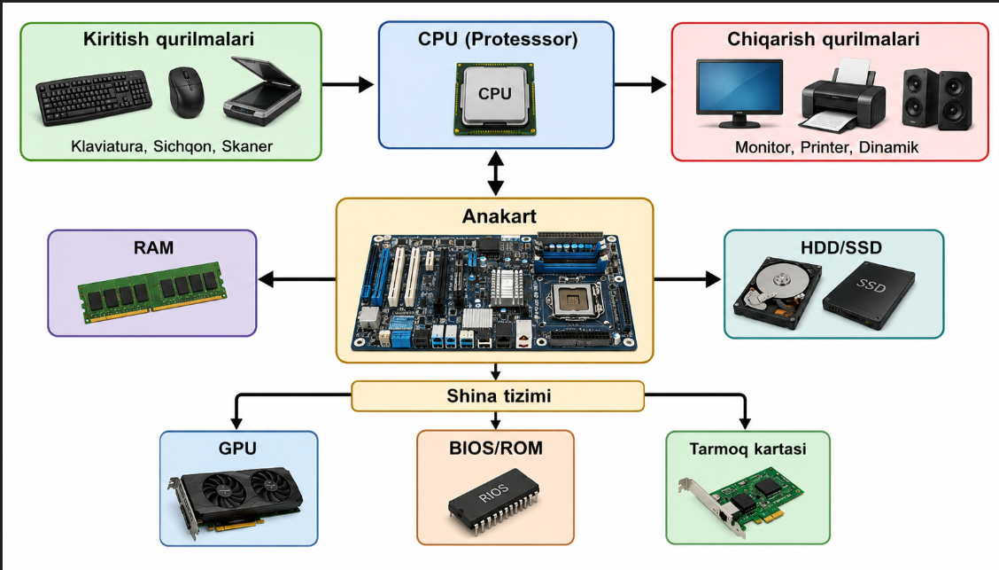 Kiritish qurilmalari
Klaviatura, Sichqon, Skaner
CPU (Protesssor)
CPU
Chiqarish qurilmalari
Monitor, Printer, Dinamik
RAM
Anakart
HDD/SSD
SSD
Shina tizimi
GPU
BIOS/ROM
RIOS
Tarmoq kartasi